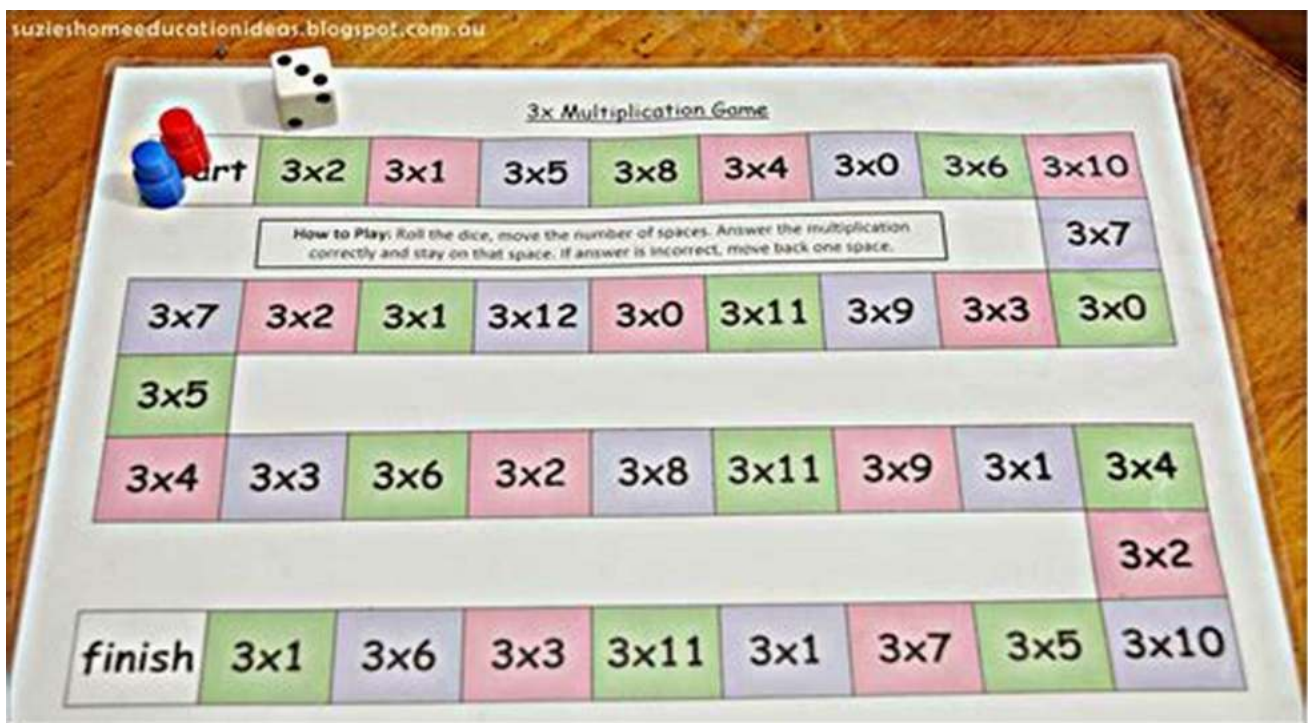 suzieshomeeducationideas.blogspot.com.au
3x Multiplication Game
art 3x2 3x1 3x5 3x8 3x4 3x0 3x6 3x10
How to Play: Roll the dice, move the number of spaces. Answer the multiplication
correctly and stay on that space. If answer is incorrect, move back one space.
3x7
3x7 3x2 3x1 3x12 3x0 3x11 3x9 3x3 3x0
3x5
3x4 3x3 3x6 3x2 3x8 3x11 3x9 3x1 3x4
3x2
finish 3x1 3x6 3x3 3x11 3x1 3x7 3x5 3x10